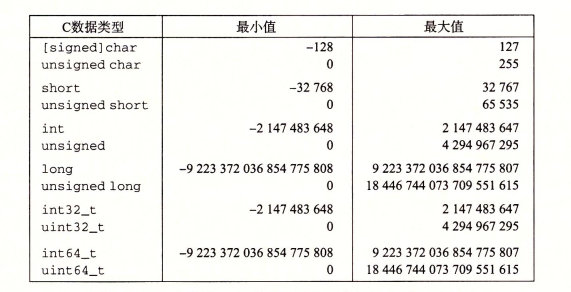 C数据类型 最小值 最大值
[signed]char −128 127
unsigned char 0 255
short −32 768 32 767
unsigned short 0 65 535
int −2 147 483 648 2 147 483 647
unsigned 0 4 294 967 295
long −9 223 372 036 854 775 808 9 223 372 036 854 775 807
unsigned long 0 18 446 744 073 709 551 615
int32_t −2 147 483 648 2 147 483 647
uint32_t 0 4 294 967 295
int64_t −9 223 372 036 854 775 808 9 223 372 036 854 775 807
uint64_t 0 18 446 744 073 709 551 615